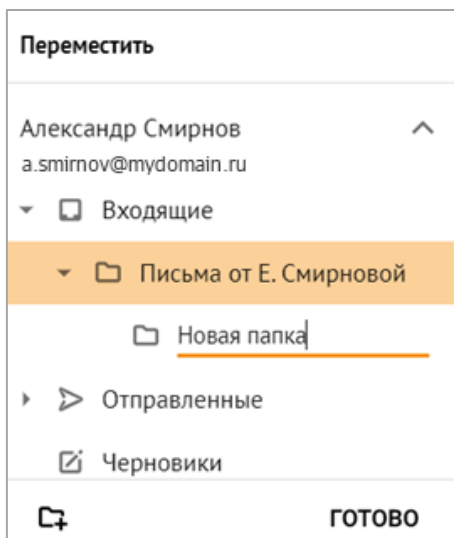 Переместить
Александр Смирнов
a.smirnov@mydomain.ru
Входящие
Письма от Е. Смирновой
Новая папка
Отправленные
Черновики
ГОТОВО